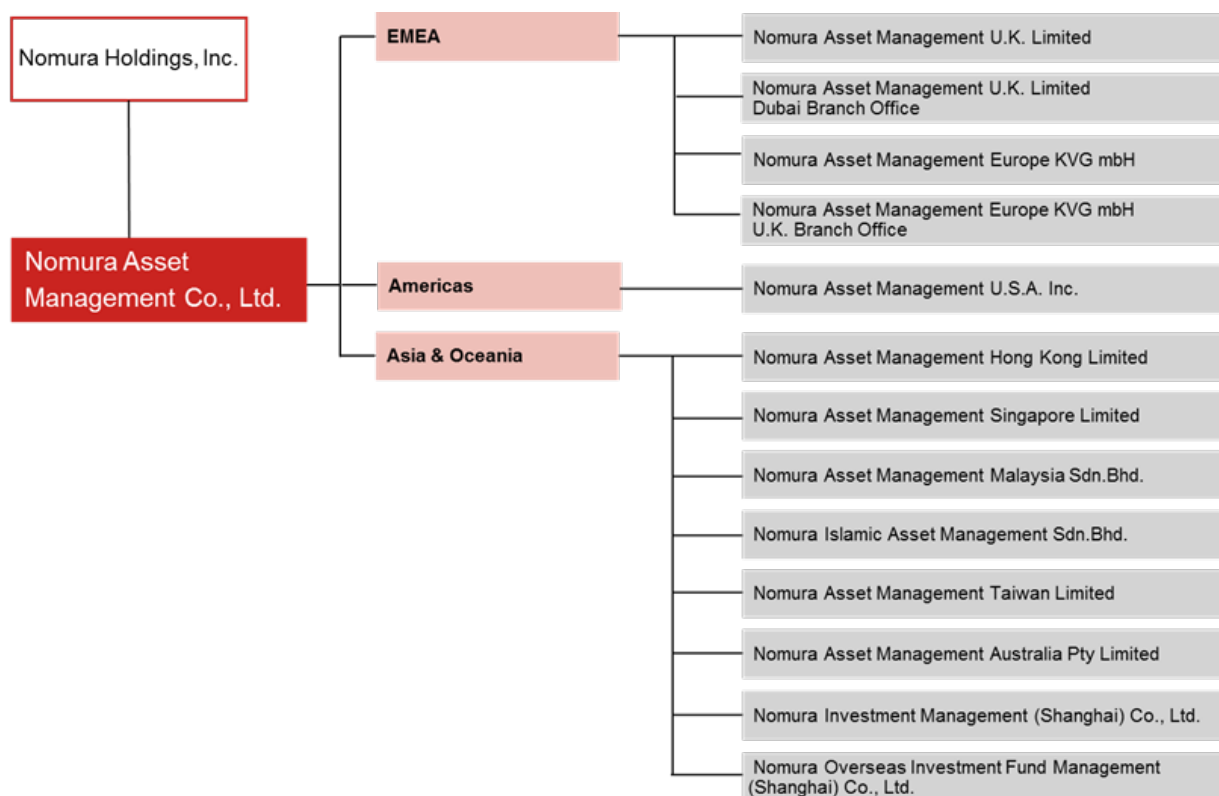 Nomura Holdings, Inc.
Nomura Asset
Management Co., Ltd.
EMEA
Nomura Asset Management U.K. Limited
Nomura Asset Management U.K. Limited
Dubai Branch Office
Nomura Asset Management Europe KVG mbH
Nomura Asset Management Europe KVG mbH
U.K. Branch Office
Americas
Nomura Asset Management U.S.A. Inc.
Asia & Oceania
Nomura Asset Management Hong Kong Limited
Nomura Asset Management Singapore Limited
Nomura Asset Management Malaysia Sdn.Bhd.
Nomura Islamic Asset Management Sdn.Bhd.
Nomura Asset Management Taiwan Limited
Nomura Asset Management Australia Pty Limited
Nomura Investment Management (Shanghai) Co., Ltd.
Nomura Overseas Investment Fund Management
(Shanghai) Co., Ltd.